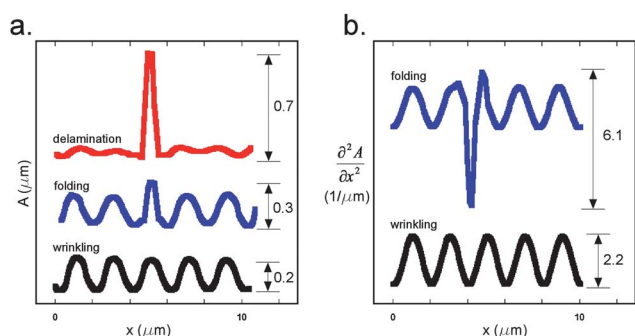 a.
A (μm)
delamination
folding
wrinkling
0.7
0.3
0.2
0
10
x (μm)
b.
∂²A
∂x²
(1/μm)
folding
wrinkling
6.1
2.2
0
10
x (μm)